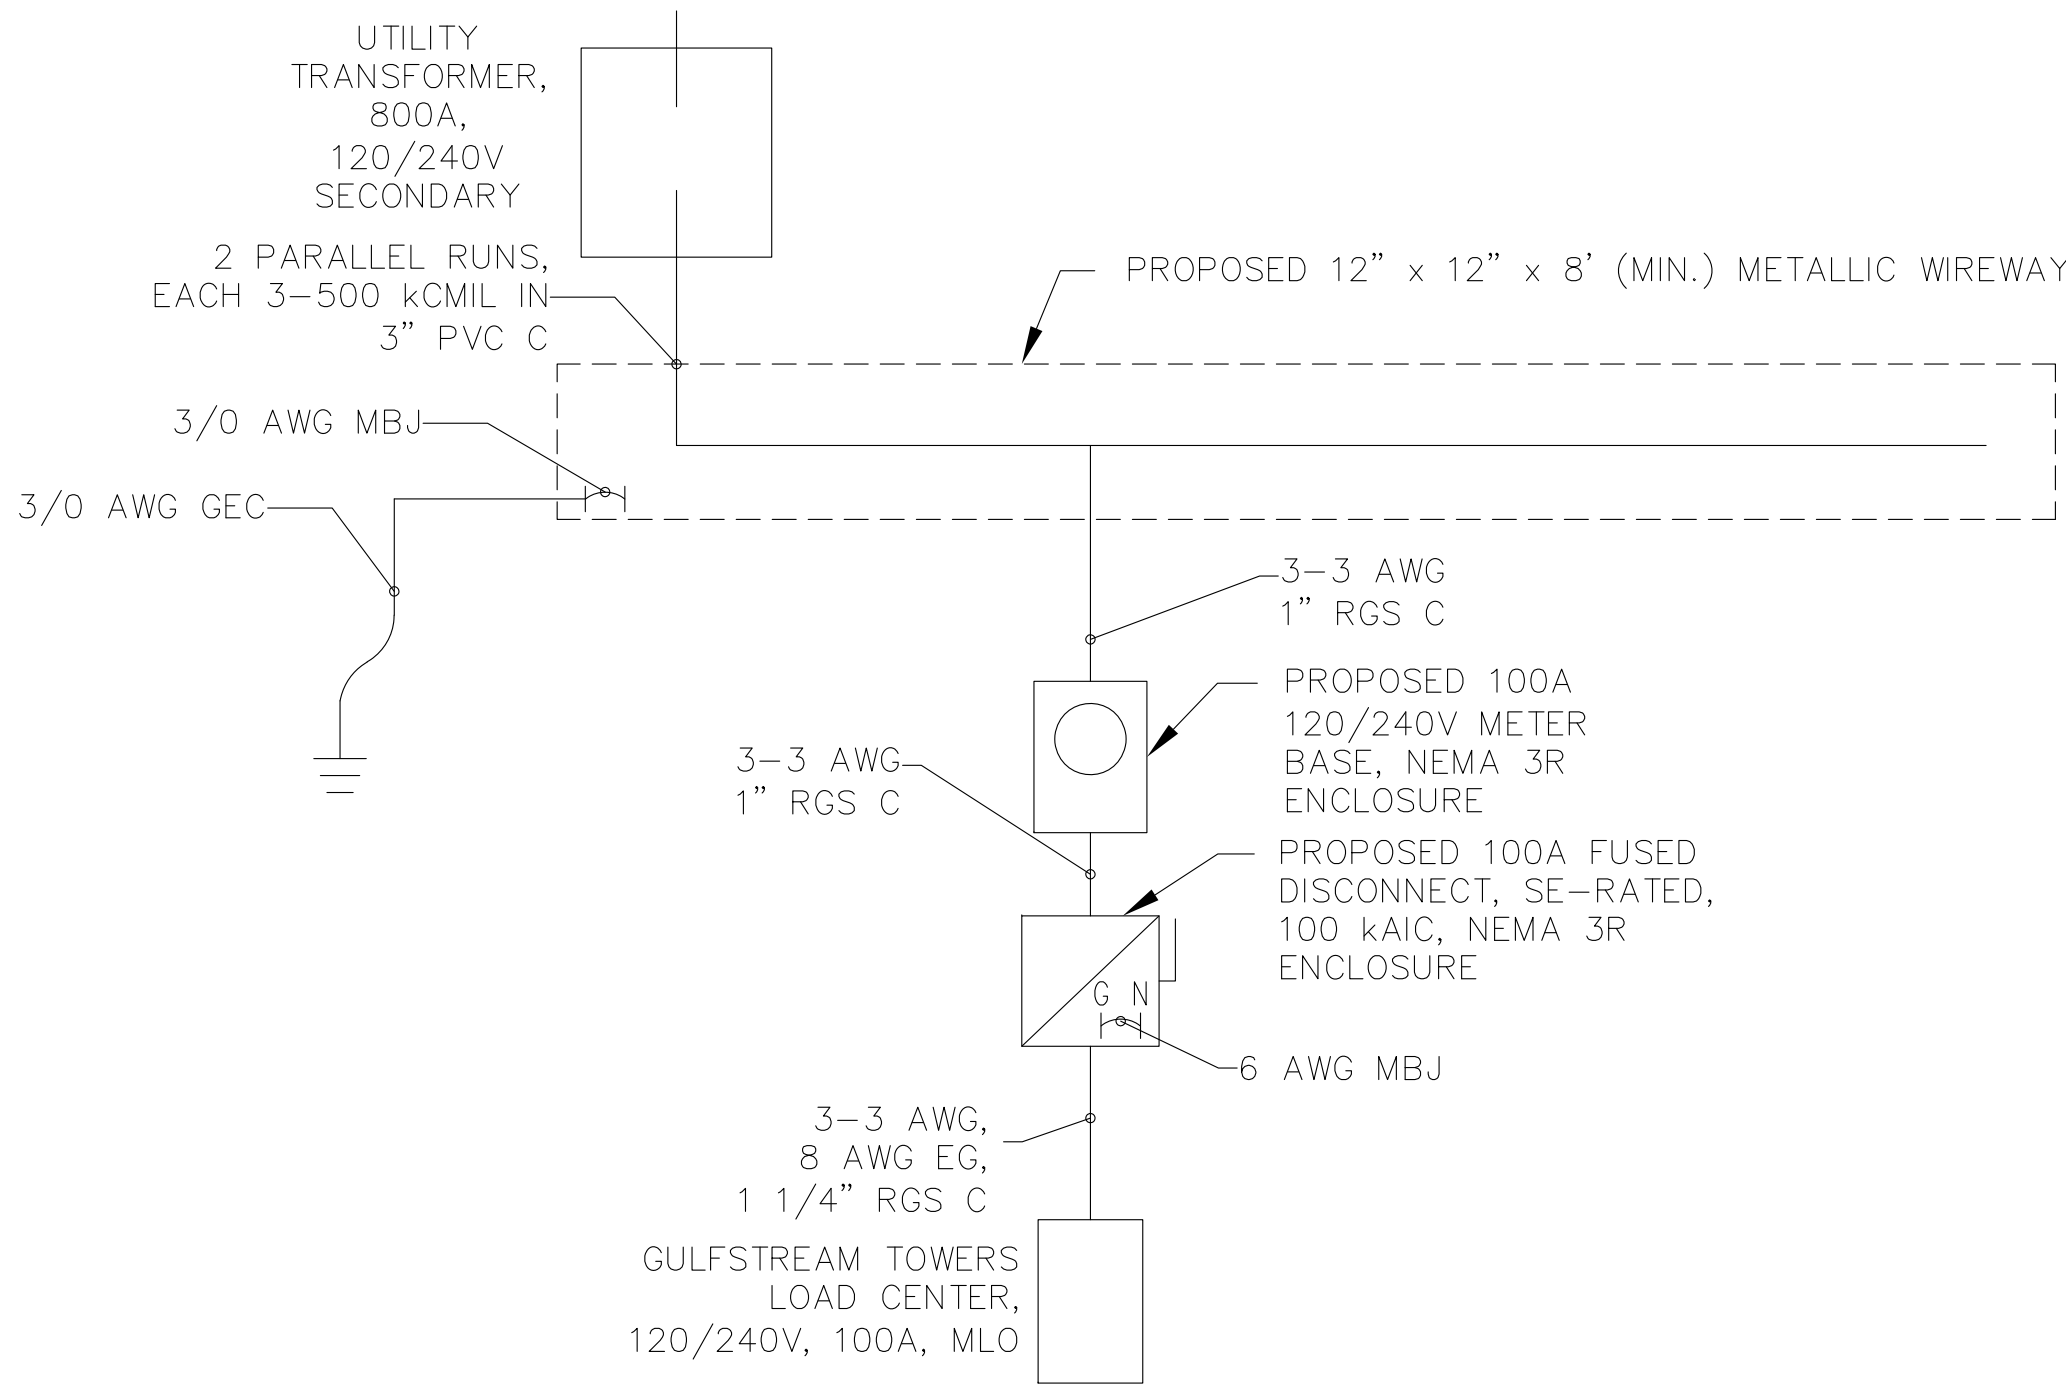 UTILITY
TRANSFORMER,
800A,
120/240V
SECONDARY
2 PARALLEL RUNS,
EACH 3-500 kCMIL IN
3" PVC C
PROPOSED 12" x 12" x 8' (MIN.) METALLIC WIREWAY
3/0 AWG MBJ
3/0 AWG GEC
3-3 AWG
1" RGS C
PROPOSED 100A
120/240V METER
BASE, NEMA 3R
ENCLOSURE
3-3 AWG
1" RGS C
PROPOSED 100A FUSED
DISCONNECT, SE-RATED,
100 kAIC, NEMA 3R
ENCLOSURE
G N
6 AWG MBJ
3-3 AWG,
8 AWG EG,
1 1/4" RGS C
GULFSTREAM TOWERS
LOAD CENTER,
120/240V, 100A, MLO